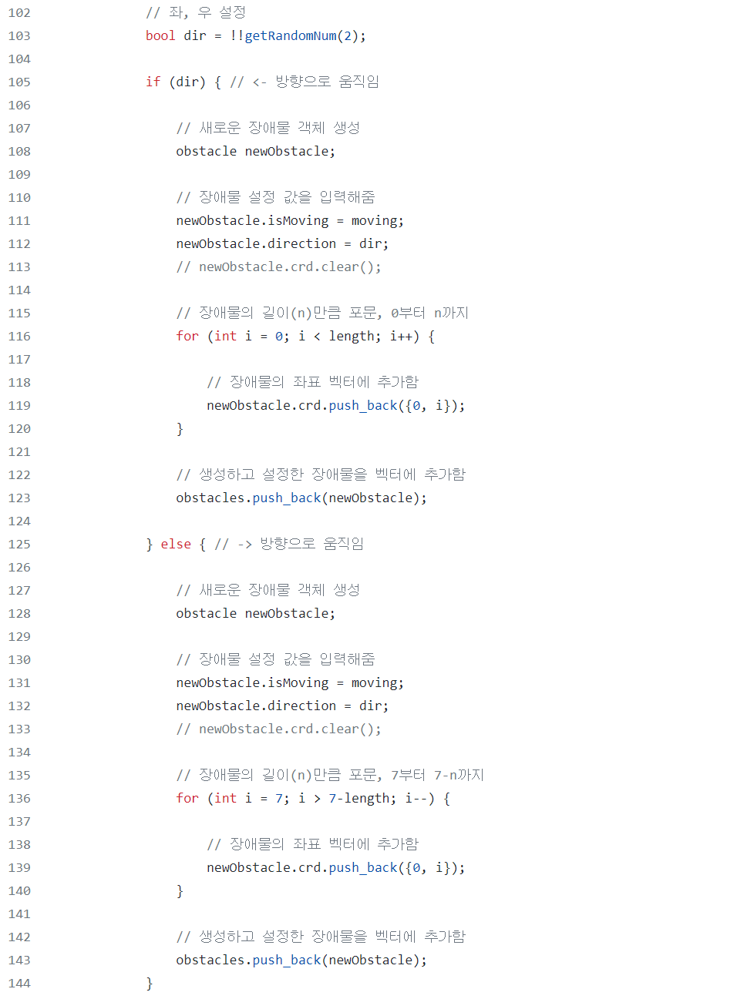 102 // 좌, 우 설정
103 bool dir = !!getRandomNum(2);
104
105 if (dir) { // <- 방향으로 움직임
106
107 // 새로운 장애물 객체 생성
108 obstacle newObstacle;
109
110 // 장애물 설정 값을 입력해줌
111 newObstacle.isMoving = moving;
112 newObstacle.direction = dir;
113 // newObstacle.crd.clear();
114
115 // 장애물의 길이(n)만큼 포문, 0부터 n까지
116 for (int i = 0; i < length; i++) {
117
118 // 장애물의 좌표 벡터에 추가함
119 newObstacle.crd.push_back({0, i});
120 }
121
122 // 생성하고 설정한 장애물을 벡터에 추가함
123 obstacles.push_back(newObstacle);
124
125 } else { // -> 방향으로 움직임
126
127 // 새로운 장애물 객체 생성
128 obstacle newObstacle;
129
130 // 장애물 설정 값을 입력해줌
131 newObstacle.isMoving = moving;
132 newObstacle.direction = dir;
133 // newObstacle.crd.clear();
134
135 // 장애물의 길이(n)만큼 포문, 7부터 7-n까지
136 for (int i = 7; i > 7-length; i--) {
137
138 // 장애물의 좌표 벡터에 추가함
139 newObstacle.crd.push_back({0, i});
140 }
141
142 // 생성하고 설정한 장애물을 벡터에 추가함
143 obstacles.push_back(newObstacle);
144 }